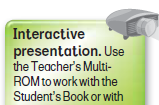 Interactive
presentation. Use
the Teacher's Multi-
ROM to work with the
Student's Book or with